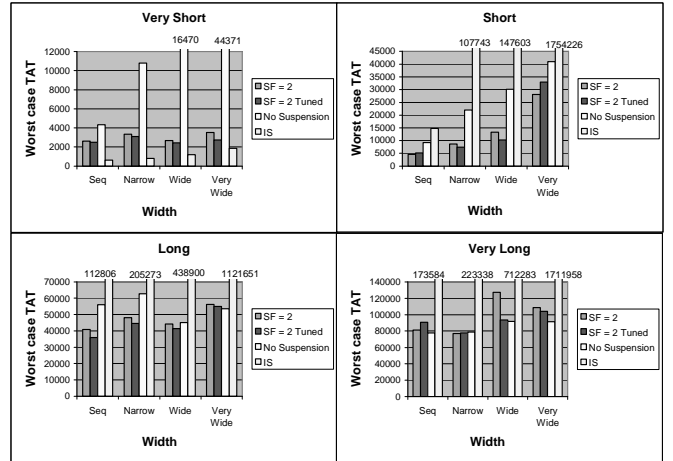 Very Short
16470 44371
12000
10000
8000
6000
4000
2000
0
Worst case TAT
Seq Narrow Wide Very Wide
Width
SF = 2
SF = 2 Tuned
No Suspension
IS
Short
107743 147603 1754226
45000
40000
35000
30000
25000
20000
15000
10000
5000
0
Worst case TAT
Seq Narrow Wide Very Wide
Width
SF = 2
SF = 2 Tuned
No Suspension
IS
Long
112806 205273 438900 1121651
70000
60000
50000
40000
30000
20000
10000
0
Worst case TAT
Seq Narrow Wide Very Wide
Width
SF = 2
SF = 2 Tuned
No Suspension
IS
Very Long
173584 223338 712283 1711958
140000
120000
100000
80000
60000
40000
20000
0
Worst case TAT
Seq Narrow Wide Very Wide
Width
SF = 2
SF = 2 Tuned
No Suspension
IS